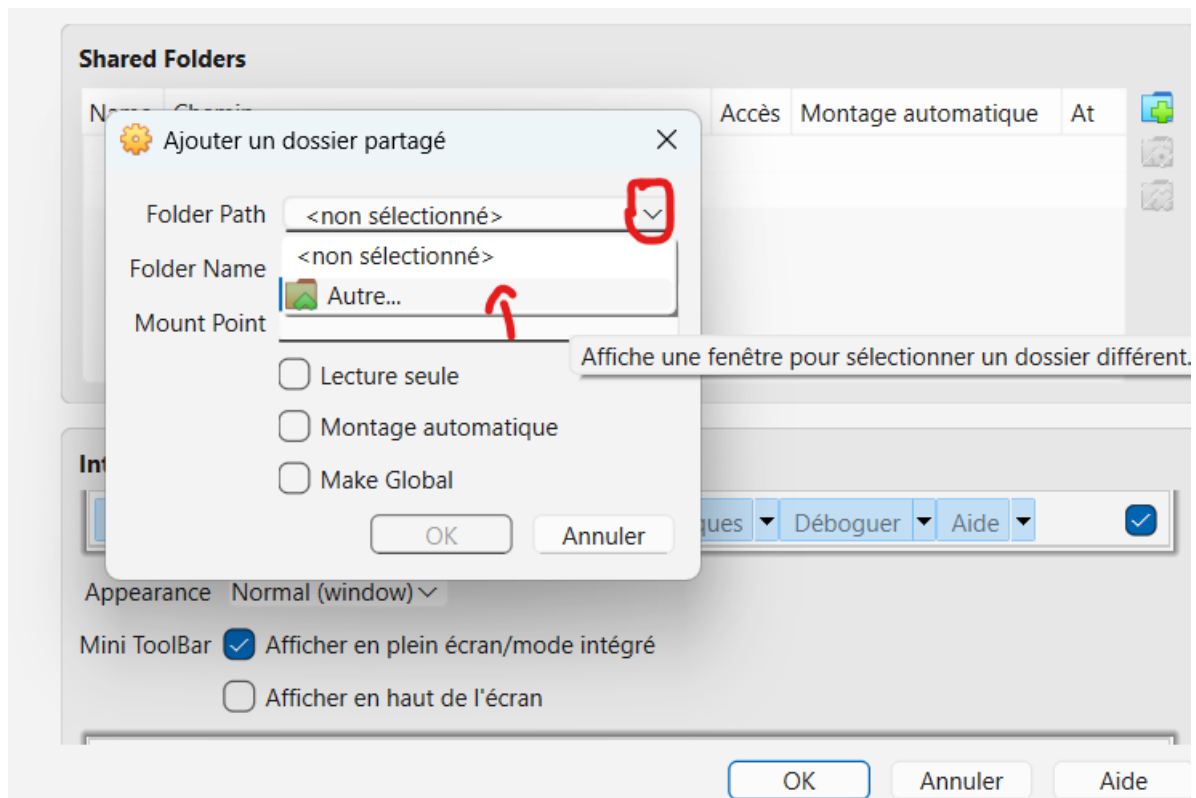 Shared Folders
Accès Montage automatique At
Ajouter un dossier partagé
Folder Path <non sélectionné>
<non sélectionné>
Folder Name
Autre...
Mount Point
Affiche une fenêtre pour sélectionner un dossier différent.
Lecture seule
Montage automatique
Make Global
OK Annuler
Déboguer Aide
Appearance Normal (window)
Mini ToolBar Afficher en plein écran/mode intégré
Afficher en haut de l'écran
OK Annuler Aide